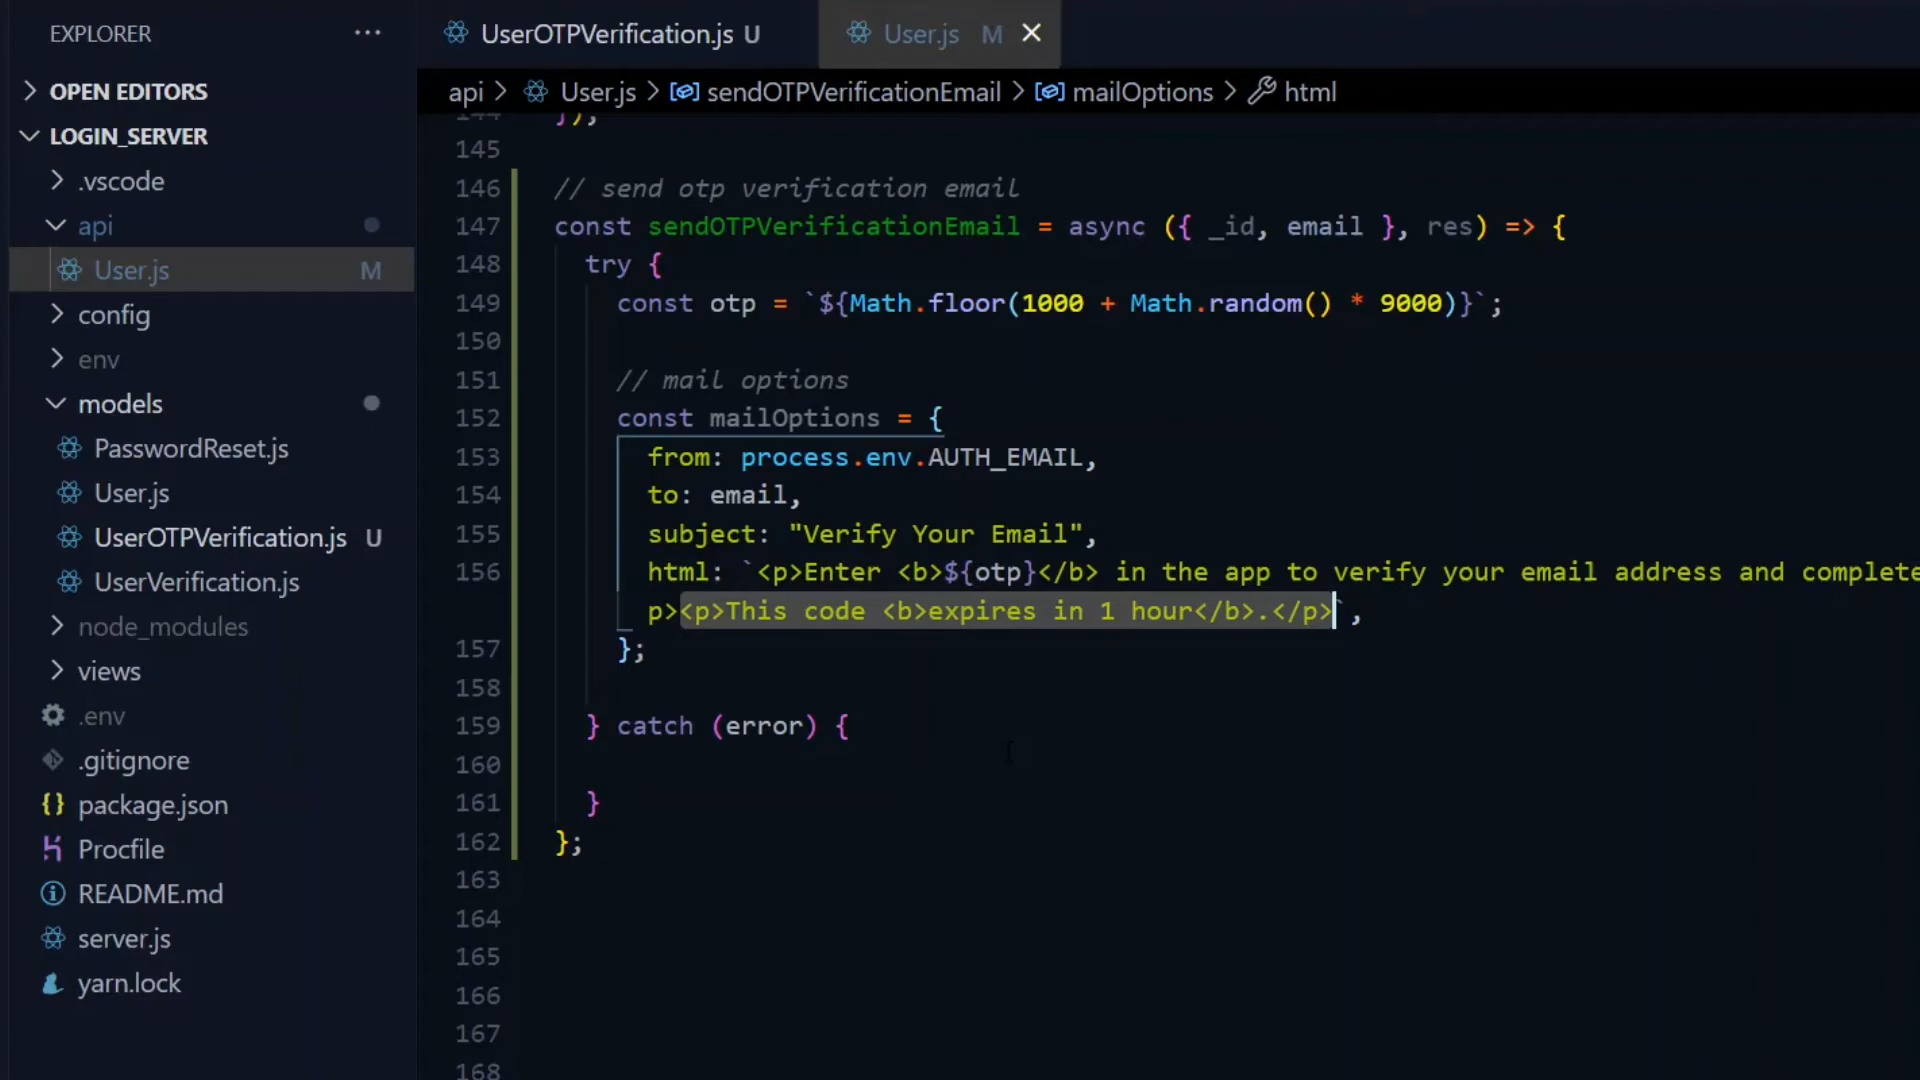 EXPLORER ...
OPEN EDITORS
LOGIN_SERVER
.vscode
api
User.js M
config
env
models
PasswordReset.js
User.js
UserOTPVerification.js U
UserVerification.js
node_modules
views
.env
.gitignore
package.json
Procfile
README.md
server.js
yarn.lock
UserOTPVerification.js U User.js M
api > User.js > sendOTPVerificationEmail > mailOptions > html
144 });
145
146 // send otp verification email
147 const sendOTPVerificationEmail = async ({ _id, email }, res) => {
148 try {
149 const otp = `${Math.floor(1000 + Math.random() * 9000)}`;
150
151 // mail options
152 const mailOptions = {
153 from: process.env.AUTH_EMAIL,
154 to: email,
155 subject: "Verify Your Email",
156 html: `<p>Enter <b>${otp}</b> in the app to verify your email address and complete
p><p>This code <b>expires in 1 hour</b>.</p>`,
157 };
158
159 } catch (error) {
160
161 }
162 };
163
164
165
166
167
168